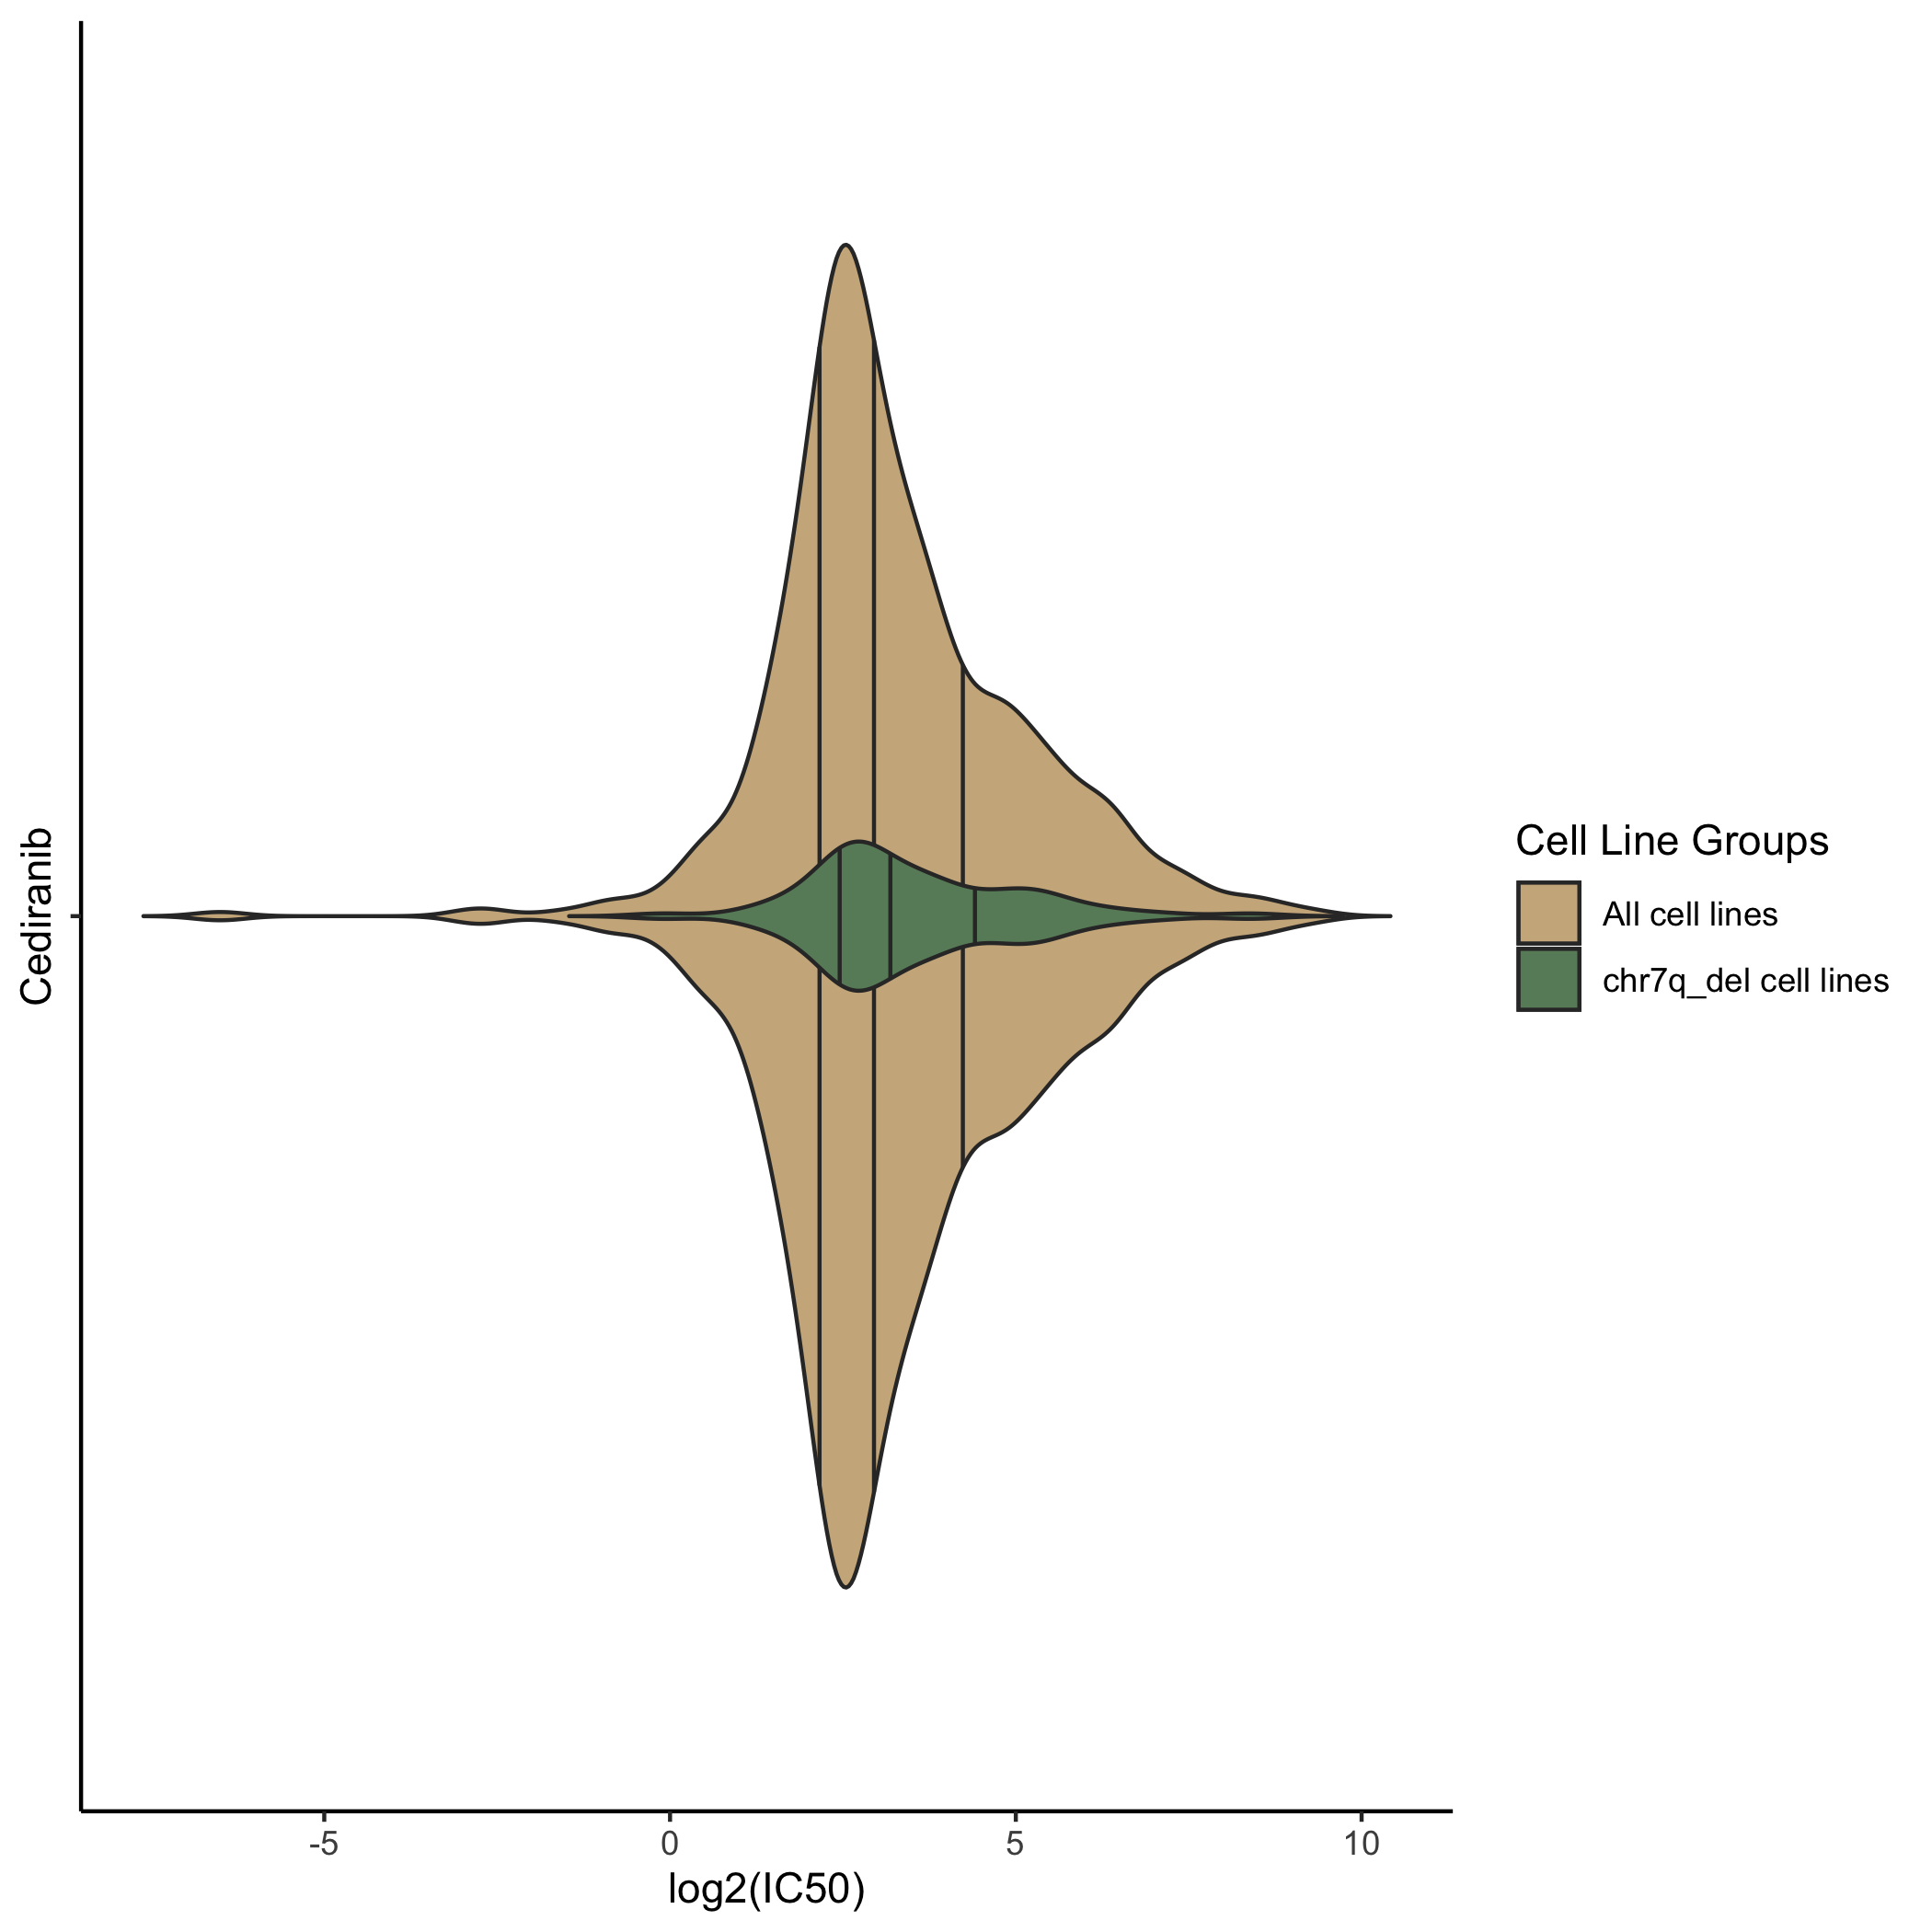 Cediranib
-5
0
5
10
log2(IC50)
Cell Line Groups
All cell lines
chr7q_del cell lines